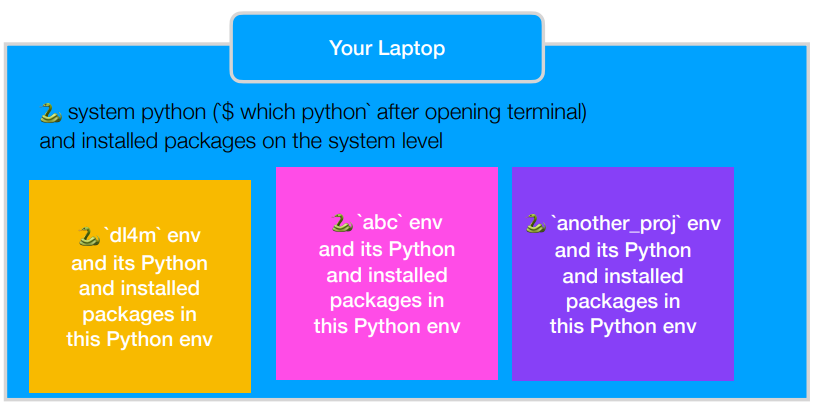 Your Laptop
🐍 system python (`$ which python` after opening terminal)
and installed packages on the system level
🐍 `dl4m` env
and its Python
and installed
packages in
this Python env
🐍 `abc` env
and its Python
and installed
packages in
this Python env
🐍 `another_proj` env
and its Python
and installed
packages in
this Python env